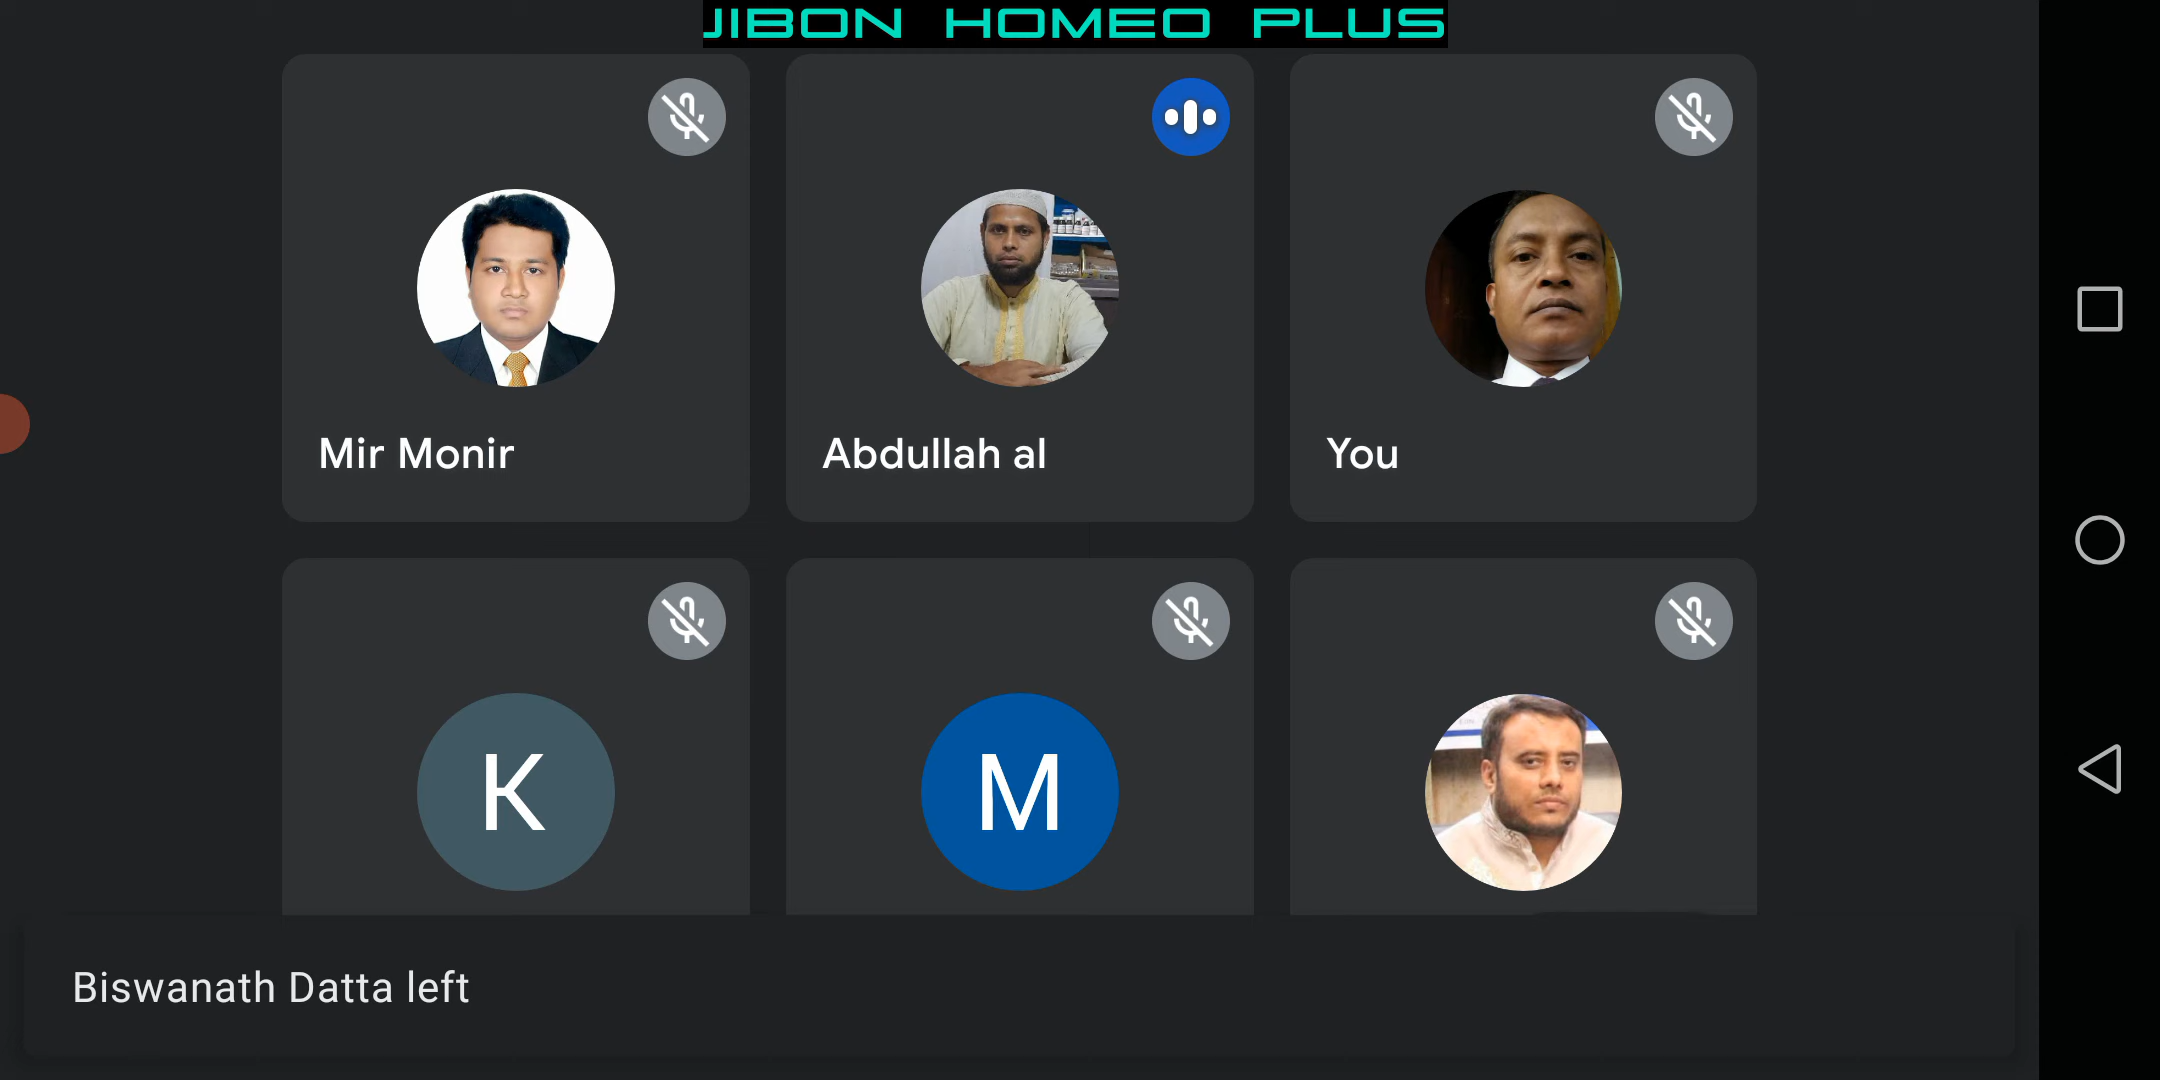 JIBON HOMEO PLUS
Mir Monir
Abdullah al
You
K
M
Biswanath Datta left